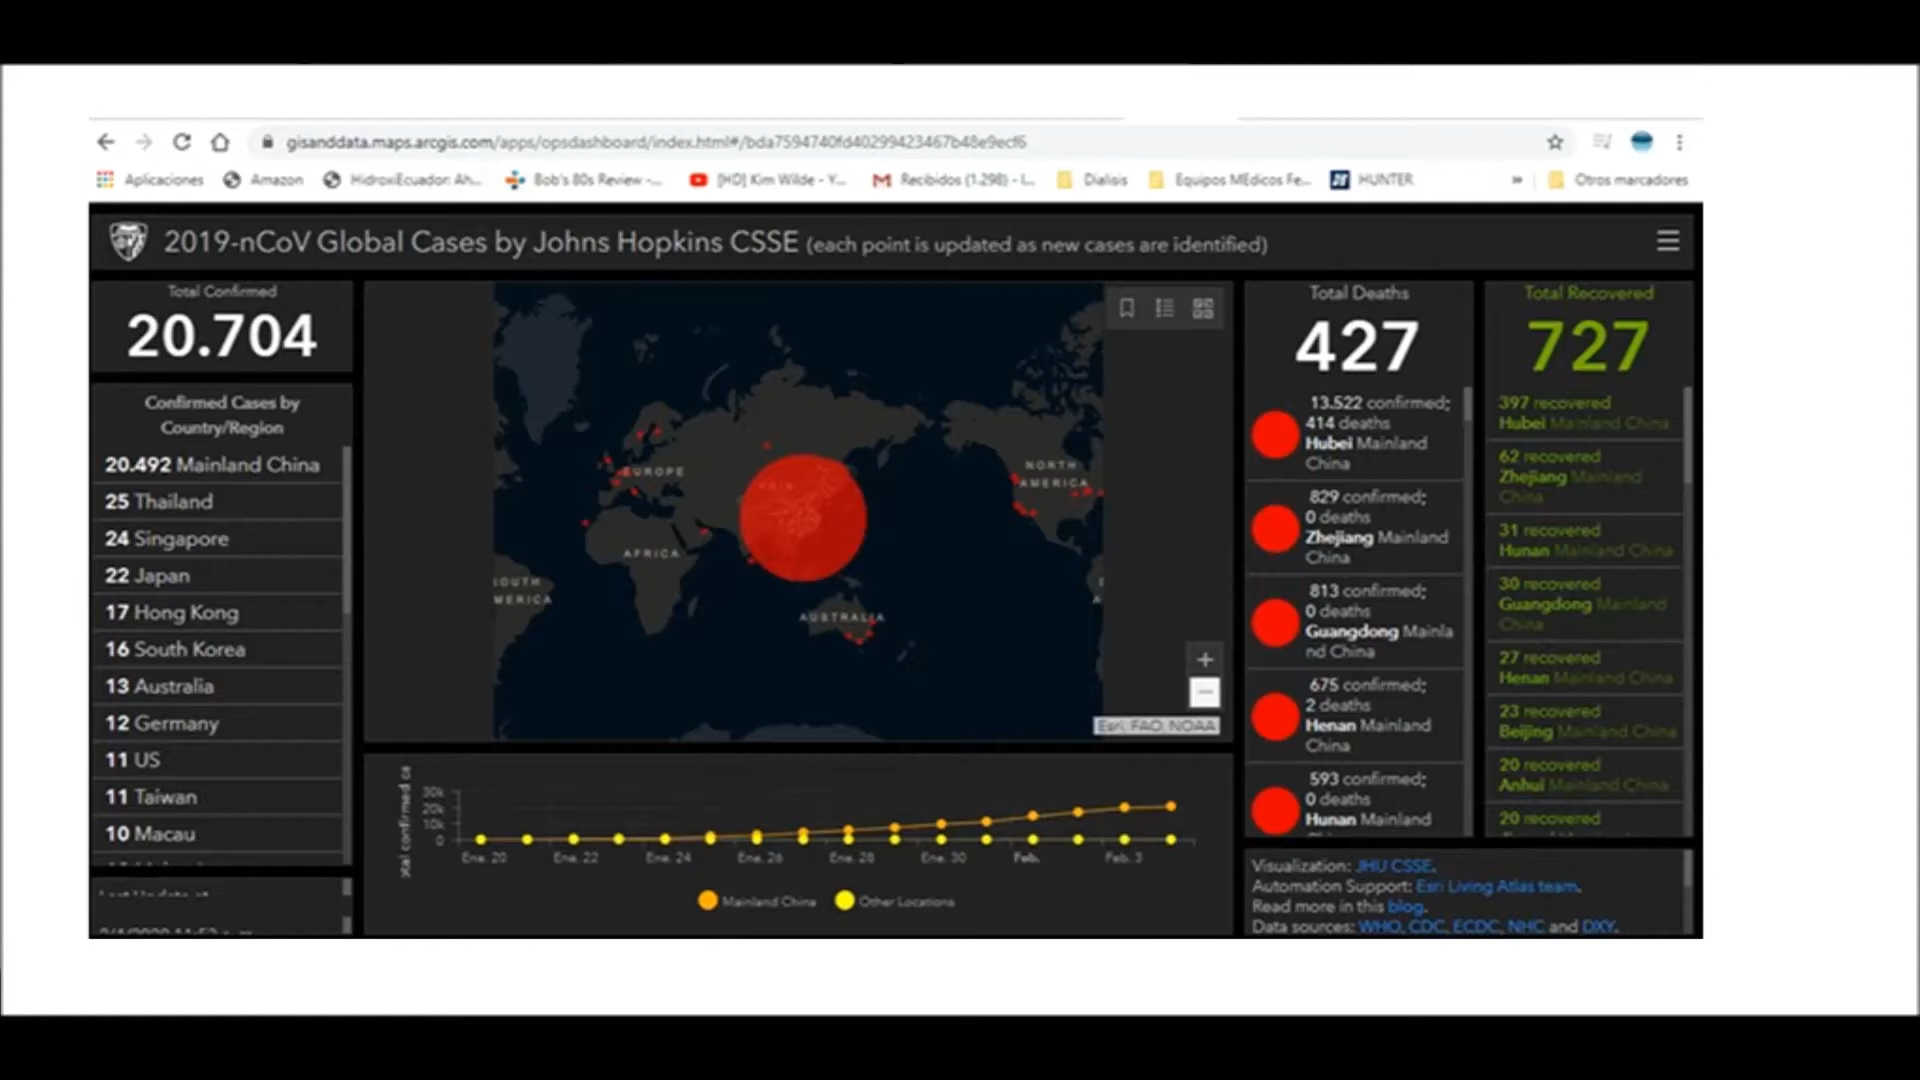 gisanddata.maps.arcgis.com/apps/opsdashboard/index.html#/bda7594740fd40299423467b48e9ecf6
Aplicaciones Amazon HidroxiEcuador: Ah... Bob's 80s Review -... [HD] Kim Wilde - Y... Recibidos (1.298) - l... Dialisis Equipos MEdicos Fe... HUNTER » Otros marcadores
2019-nCoV Global Cases by Johns Hopkins CSSE (each point is updated as new cases are identified)
Total Confirmed
20.704
Confirmed Cases by
Country/Region
20.492 Mainland China
25 Thailand
24 Singapore
22 Japan
17 Hong Kong
16 South Korea
13 Australia
12 Germany
11 US
11 Taiwan
10 Macau
Last Update at
EUROPE
ASIA
NORTH
AMERICA
AFRICA
OUTH
MERICA
AUSTRALIA
A
+
Esri, FAO, NOAA
30k
20k
10k
0
Ene. 20 Ene. 22 Ene. 24 Ene. 26 Ene. 28 Ene. 30 Feb. Feb. 3
Mainland China Other Locations
Total Deaths
427
13.522 confirmed;
414 deaths
Hubei Mainland
China
829 confirmed;
0 deaths
Zhejiang Mainland
China
813 confirmed;
0 deaths
Guangdong Mainla
nd China
675 confirmed;
2 deaths
Henan Mainland
China
593 confirmed;
0 deaths
Hunan Mainland
Total Recovered
727
397 recovered
Hubei Mainland China
62 recovered
Zhejiang Mainland
China
31 recovered
Hunan Mainland China
30 recovered
Guangdong Mainland
China
27 recovered
Henan Mainland China
23 recovered
Beijing Mainland China
20 recovered
Anhui Mainland China
20 recovered
Visualization: JHU CSSE.
Automation Support: Esri Living Atlas team.
Read more in this blog.
Data sources: WHO, CDC, ECDC, NHC and DXY.